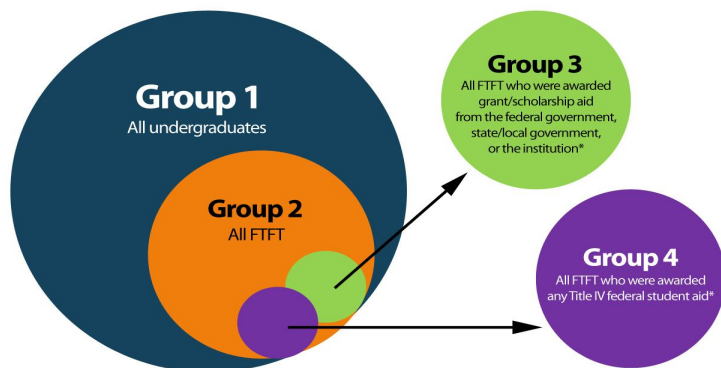 Group 1
All undergraduates
Group 2
All FTFT
Group 3
All FTFT who were awarded
grant/scholarship aid
from the federal government,
state/local government,
or the institution*
Group 4
All FTFT who were awarded
any Title IV federal student aid*